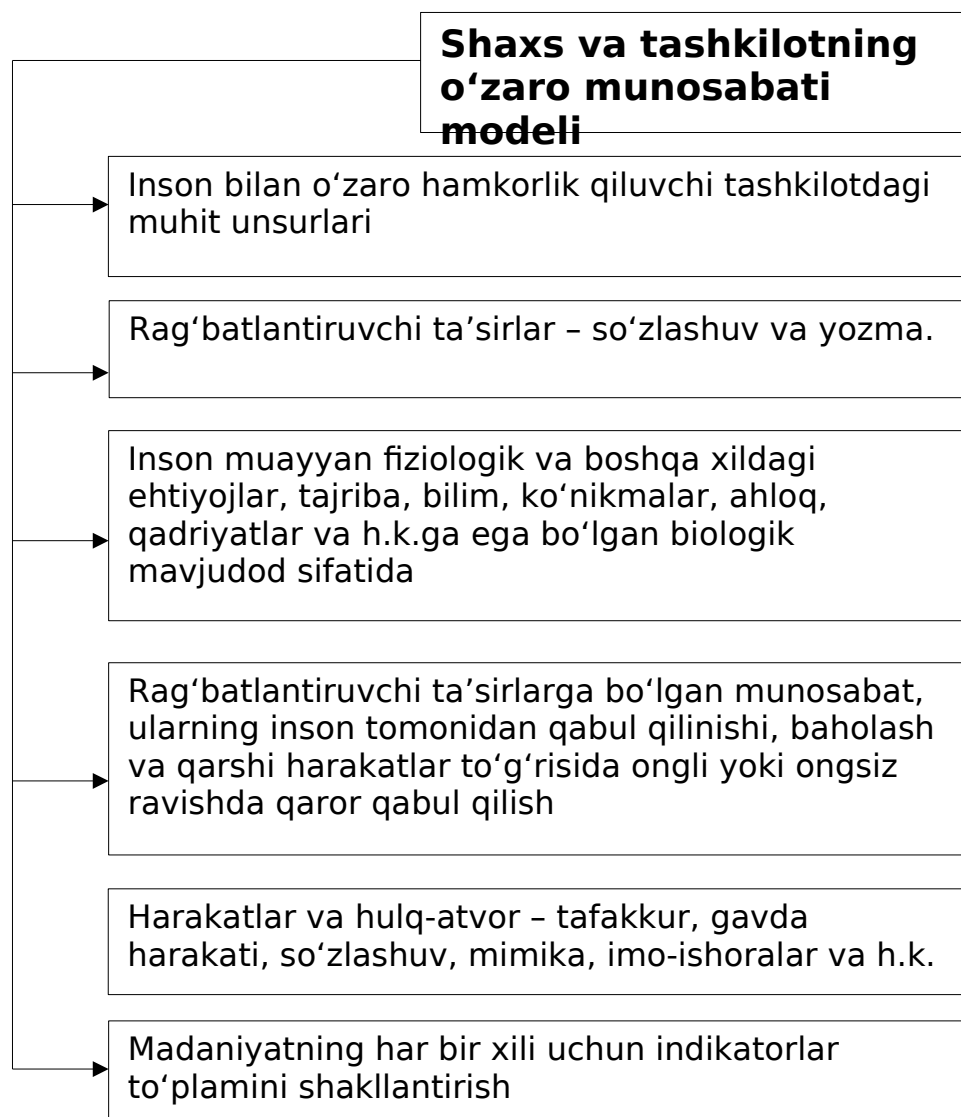 Shaxs va tashkilotning
o‘zaro munosabati
modeli
Inson bilan o‘zaro hamkorlik qiluvchi tashkilotdagi
muhit unsurlari
Rag‘batlantiruvchi ta’sirlar – so‘zlashuv va yozma.
Inson muayyan fiziologik va boshqa xildagi
ehtiyojlar, tajriba, bilim, ko‘nikmalar, ahloq,
qadriyatlar va h.k.ga ega bo‘lgan biologik
mavjudod sifatida
Rag‘batlantiruvchi ta’sirlarga bo‘lgan munosabat,
ularning inson tomonidan qabul qilinishi, baholash
va qarshi harakatlar to‘g‘risida ongli yoki ongsiz
ravishda qaror qabul qilish
Harakatlar va hulq-atvor – tafakkur, gavda
harakati, so‘zlashuv, mimika, imo-ishoralar va h.k.
Madaniyatning har bir xili uchun indikatorlar
to‘plamini shakllantirish